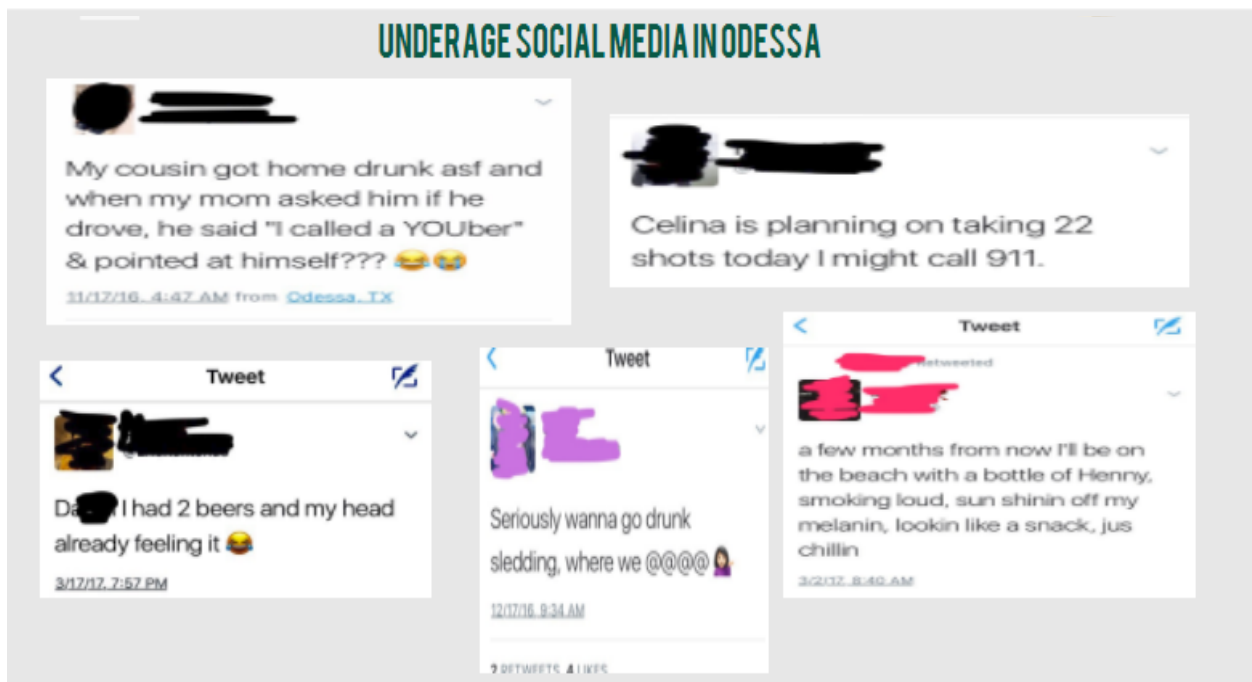 UNDERAGE SOCIAL MEDIA IN ODESSA
My cousin got home drunk asf and
when my mom asked him if he
drove, he said "I called a YOUber"
& pointed at himself??? 😂😂
11/17/16, 4:47 AM from Odessa, TX
Celina is planning on taking 22
shots today I might call 911.
Tweet
I had 2 beers and my head
already feeling it 😂
3/17/17, 7:57 PM
Tweet
Seriously wanna go drunk
sledding, where we @@@@ 💁🏻
12/17/16, 9:34 AM
2 RETWEETS 4 LIKES
Tweet
Retweeted
a few months from now I'll be on
the beach with a bottle of Henny,
smoking loud, sun shinin off my
melanin, lookin like a snack, jus
chillin
3/2/17, 8:40 AM